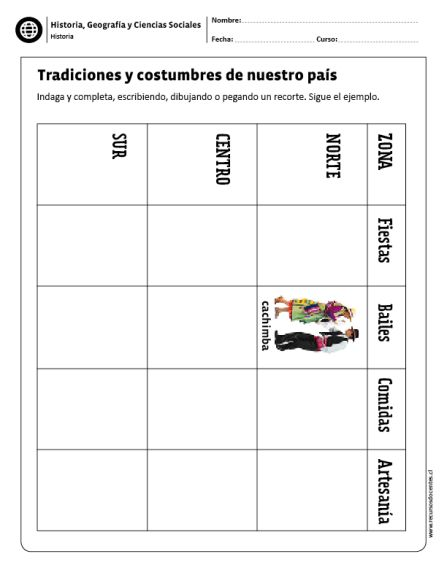 Historia, Geografía y Ciencias Sociales
Historia
Nombre:
Fecha: Curso:
Tradiciones y costumbres de nuestro país
Indaga y completa, escribiendo, dibujando o pegando un recorte. Sigue el ejemplo.
ZONA Fiestas Bailes Comidas Artesanía
NORTE
cachimba
CENTRO
SUR
www.recursosdocentes.cl